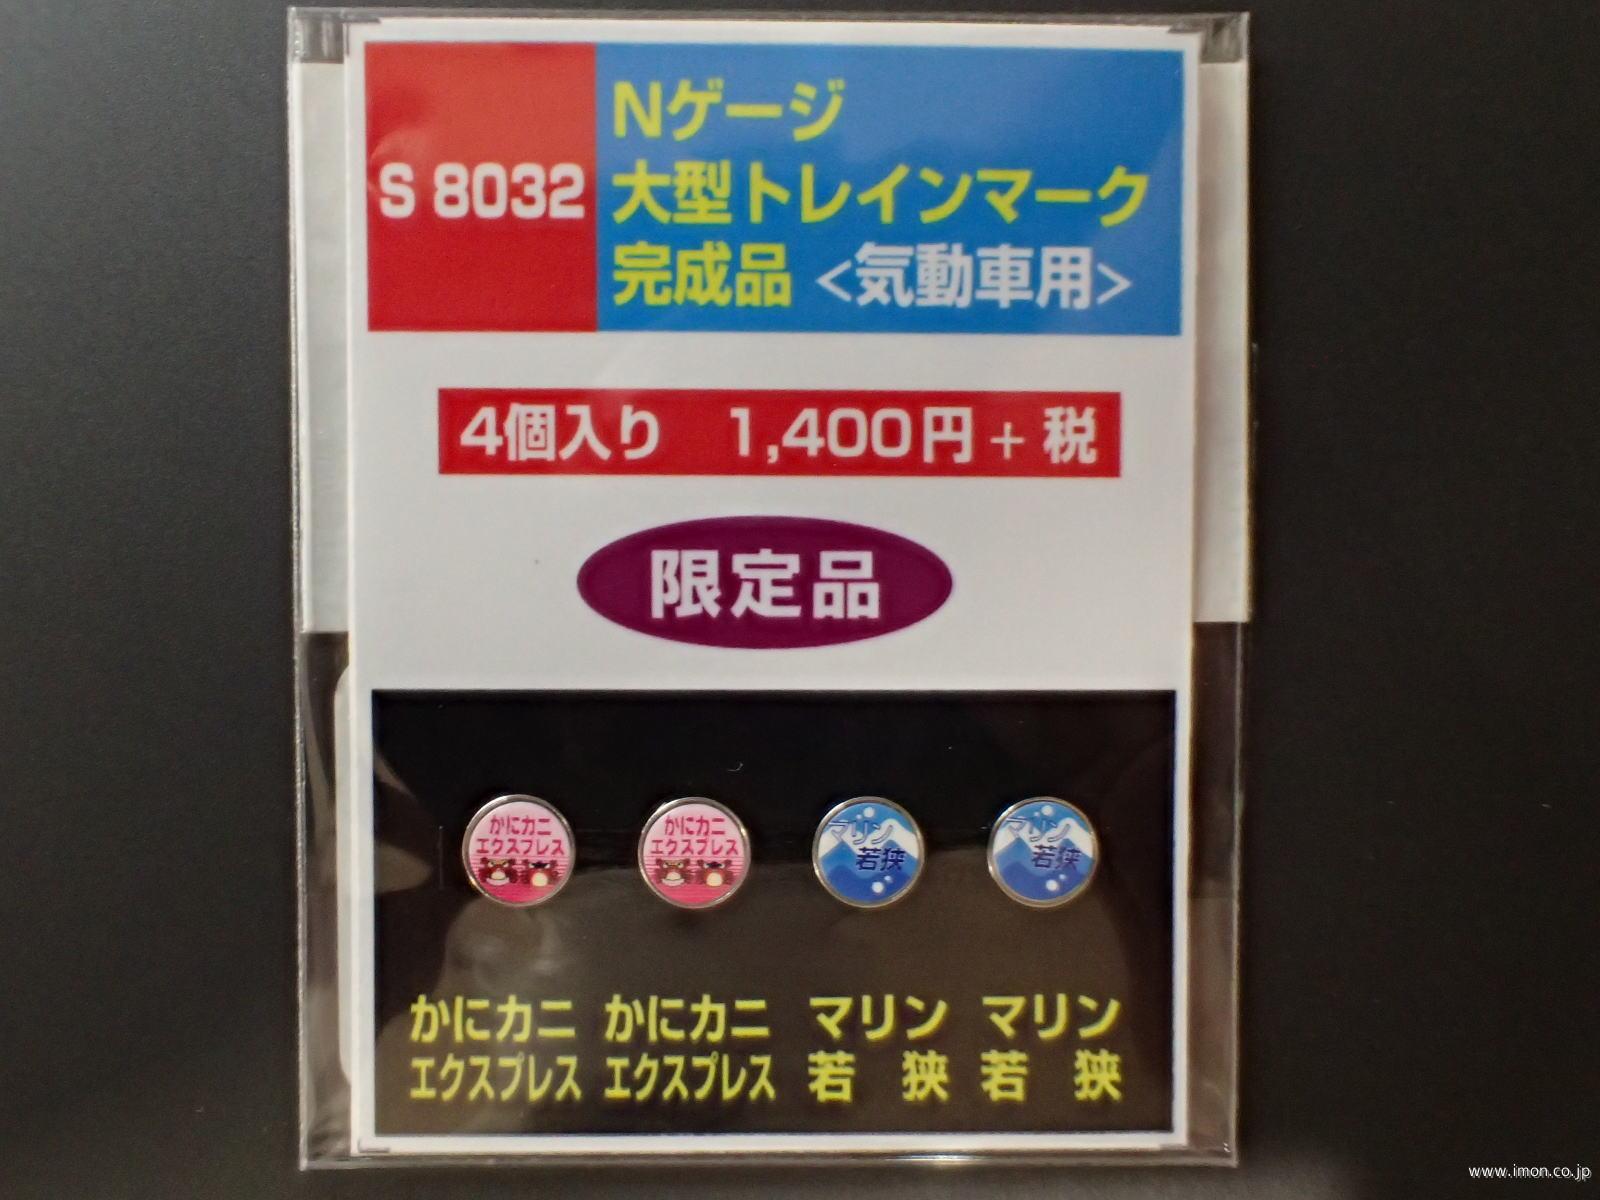 S 8032
Nゲージ
大型トレインマーク
完成品 <気動車用>
4個入り 1,400円 + 税
限定品
かにカニ
エクスプレス
かにカニ
エクスプレス
マリン
若狭
マリン
若狭
かにカニ かにカニ マリン マリン
エクスプレス エクスプレス 若 狭 若 狭
www.imon.co.jp